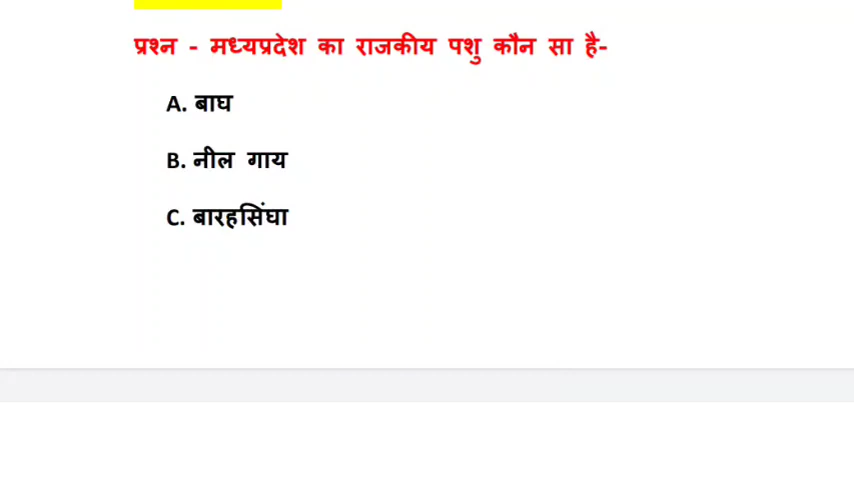 प्रश्न - मध्यप्रदेश का राजकीय पशु कौन सा है-
A. बाघ
B. नील गाय
C. बारहसिंघा